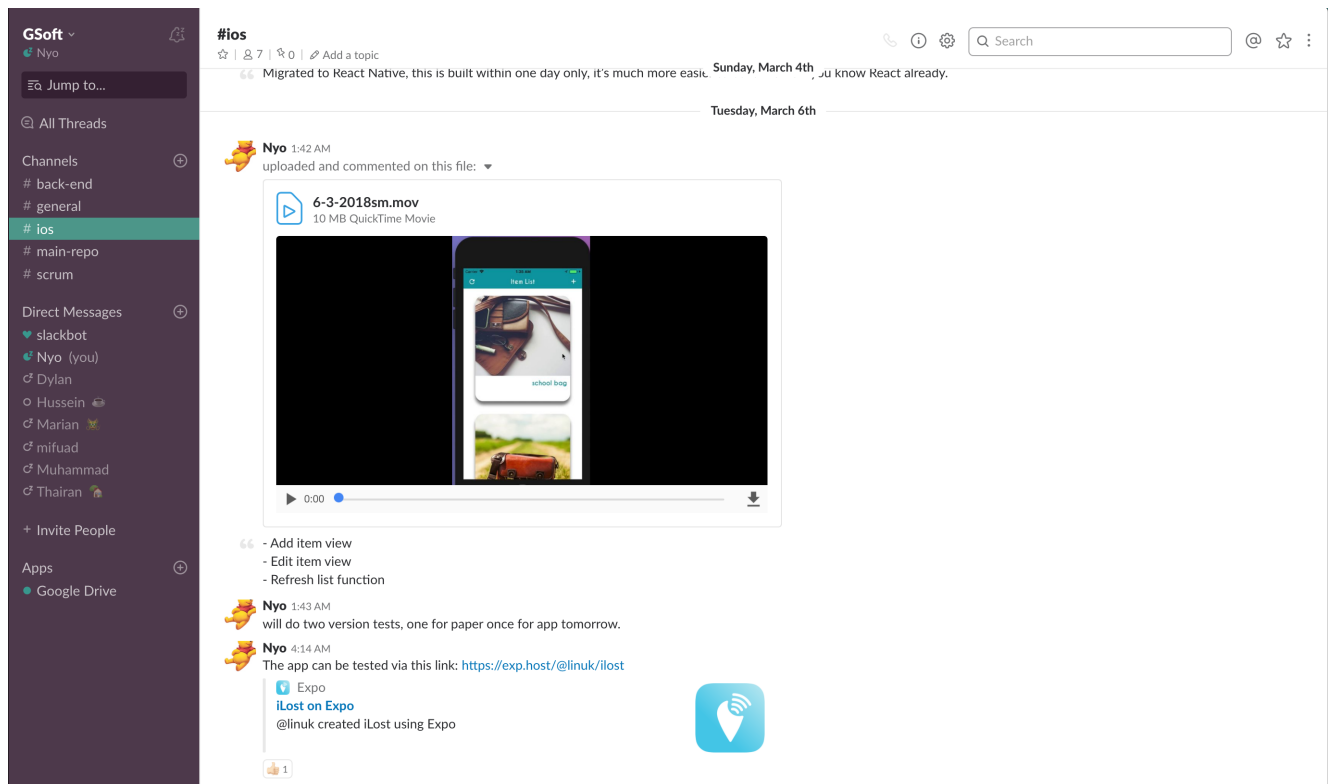 GSoft
Nyo
Jump to...
All Threads
Channels
# back-end
# general
# ios
# main-repo
# scrum
Direct Messages
slackbot
Nyo (you)
Dylan
Hussein
Marian
mifuad
Muhammad
Thairan
+ Invite People
Apps
Google Drive
#ios
7 | 0 | Add a topic
Search
@
Migrated to React Native, this is built within one day only, it's much more easie
Sunday, March 4th
ou know React already.
Tuesday, March 6th
Nyo 1:42 AM
uploaded and commented on this file:
6-3-2018sm.mov
10 MB QuickTime Movie
Item List
school bag
0:00
- Add item view
- Edit item view
- Refresh list function
Nyo 1:43 AM
will do two version tests, one for paper once for app tomorrow.
Nyo 4:14 AM
The app can be tested via this link: https://exp.host/@linuk/ilost
Expo
iLost on Expo
@linuk created iLost using Expo
1